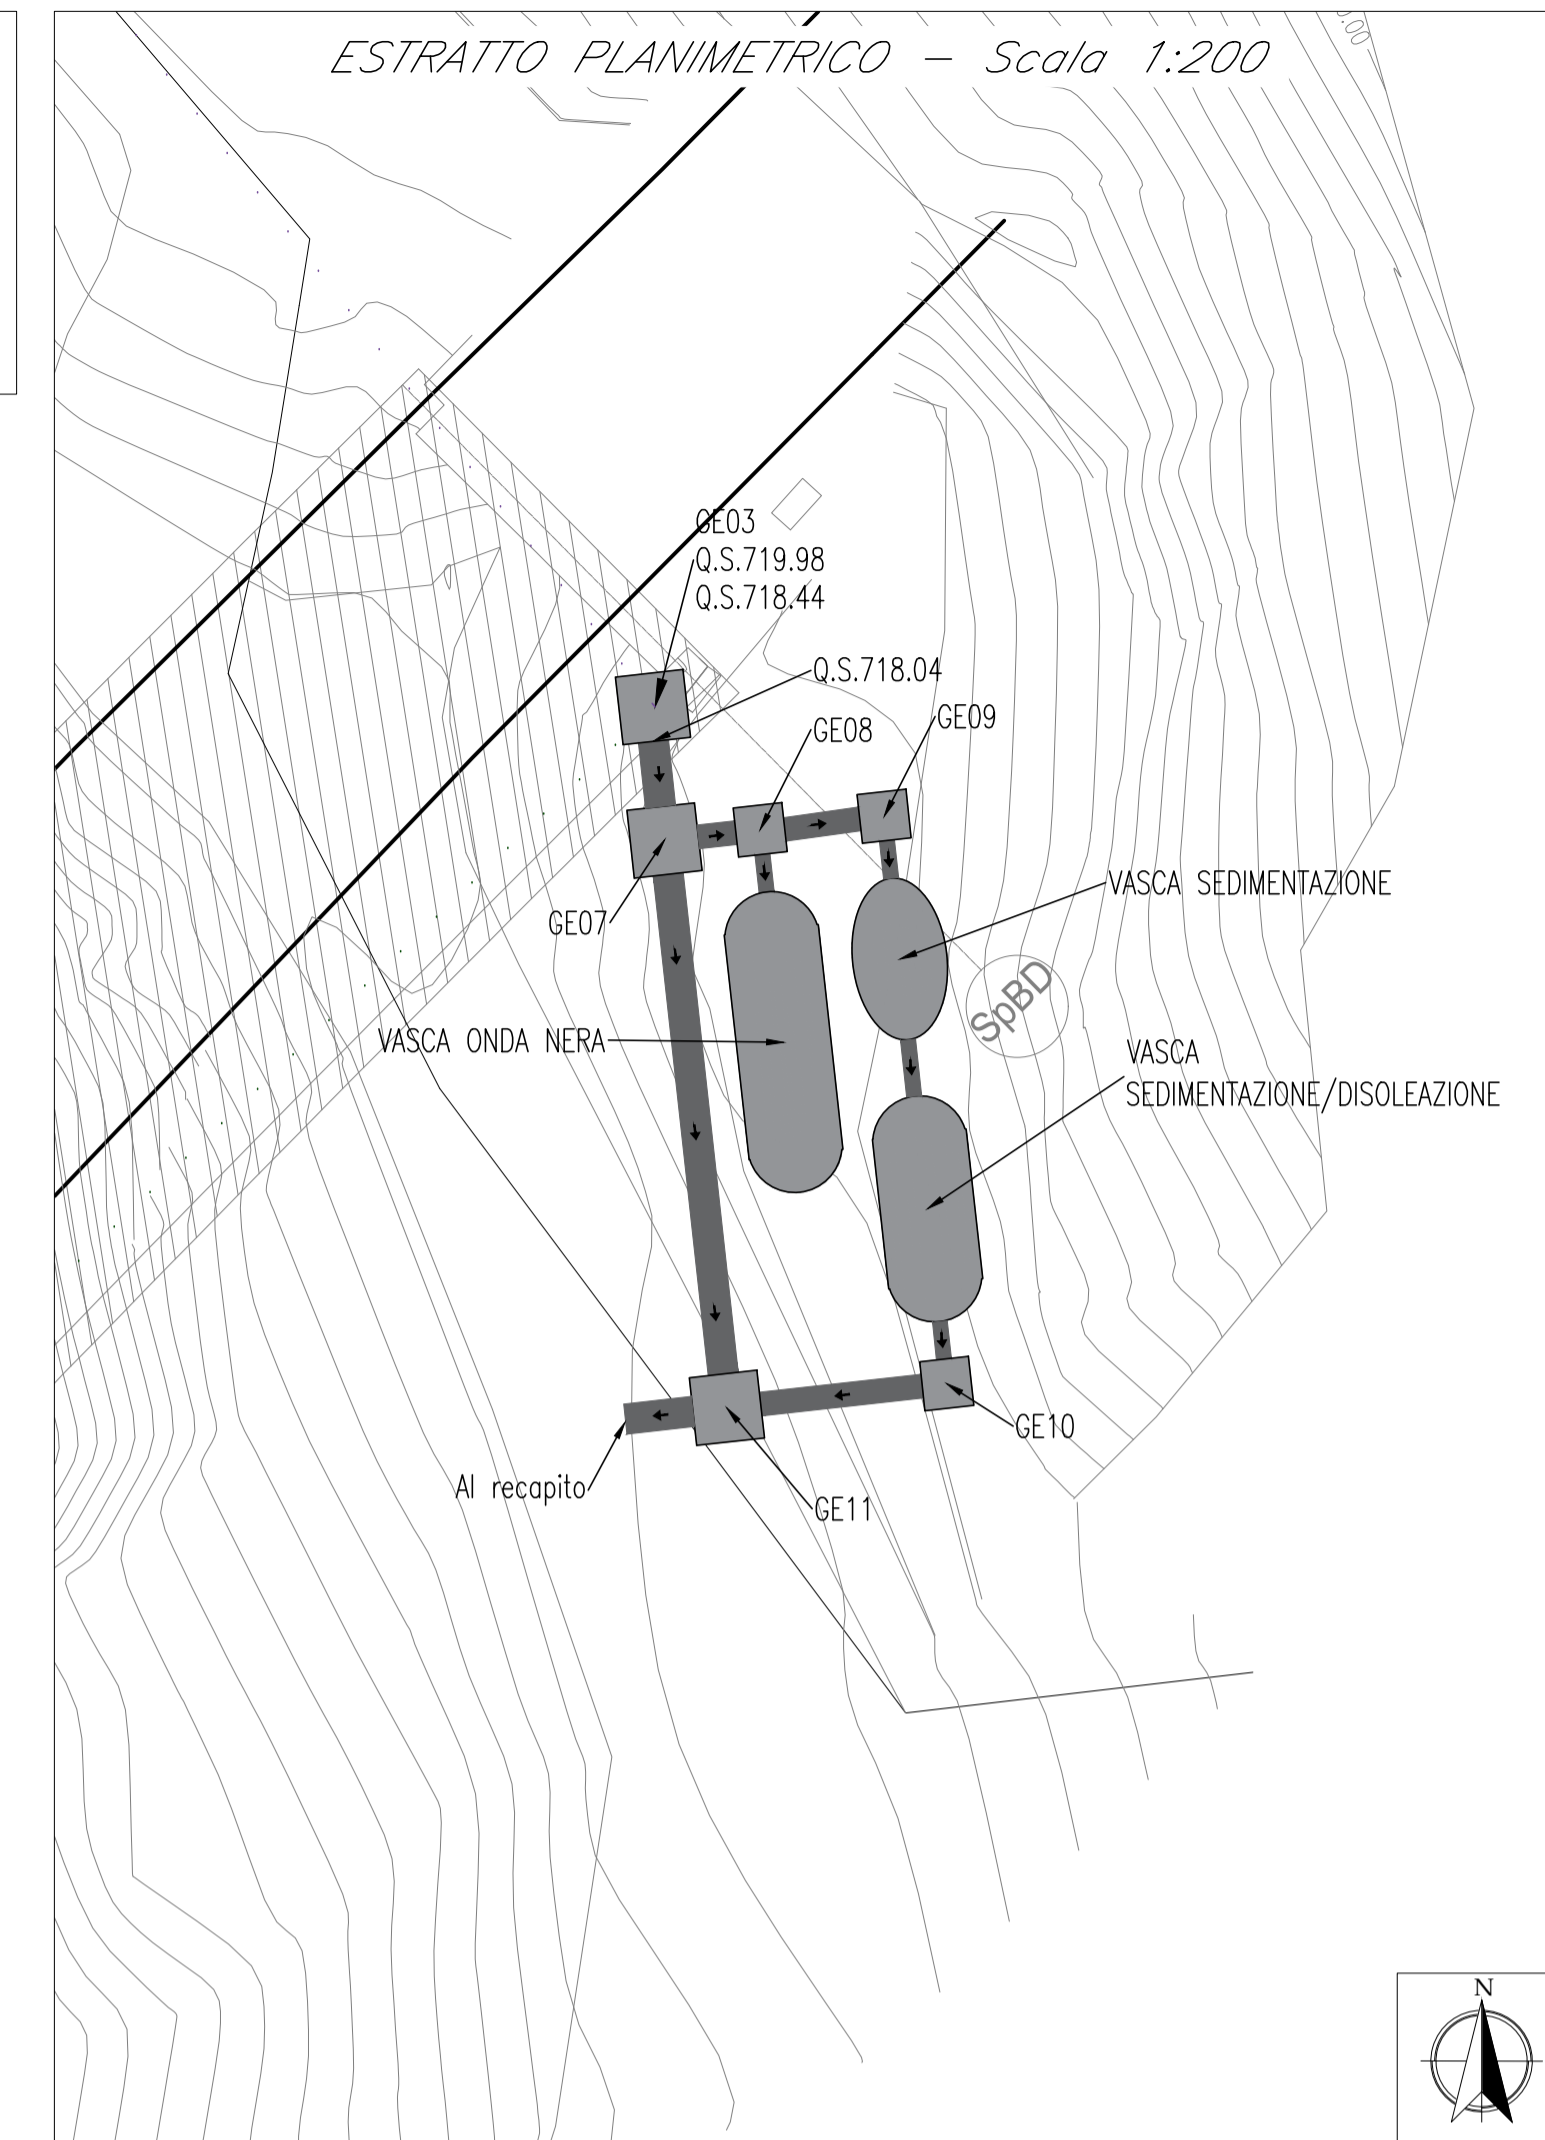 ESTRATTO PLANIMETRICO – Scala 1:200
GE03
Q.S.719.98
Q.S.718.44
Q.S.718.04
GE08
GE09
VASCA SEDIMENTAZIONE
GE07
SpBD
VASCA ONDA NERA
VASCA
SEDIMENTAZIONE/DISOLEAZIONE
GE10
Al recapito
GE11
N